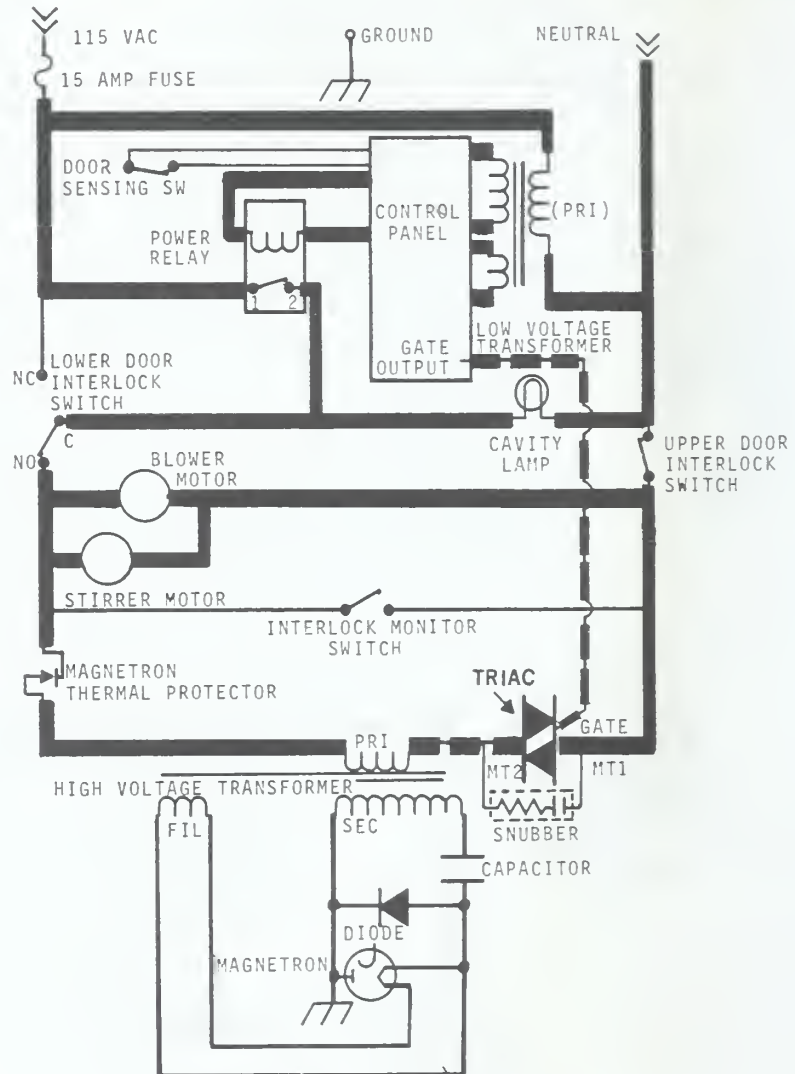 115 VAC
15 AMP FUSE
GROUND
NEUTRAL
DOOR
SENSING SW
CONTROL
PANEL
(PRI)
POWER
RELAY
1 2
LOW VOLTAGE
TRANSFORMER
GATE
OUTPUT
NC
LOWER DOOR
INTERLOCK
SWITCH
C
NO
CAVITY
LAMP
UPPER DOOR
INTERLOCK
SWITCH
BLOWER
MOTOR
STIRRER MOTOR
INTERLOCK MONITOR
SWITCH
MAGNETRON
THERMAL PROTECTOR
TRIAC
GATE
PRI
MT2
MT1
HIGH VOLTAGE TRANSFORMER
FIL
SEC
SNUBBER
CAPACITOR
DIODE
MAGNETRON